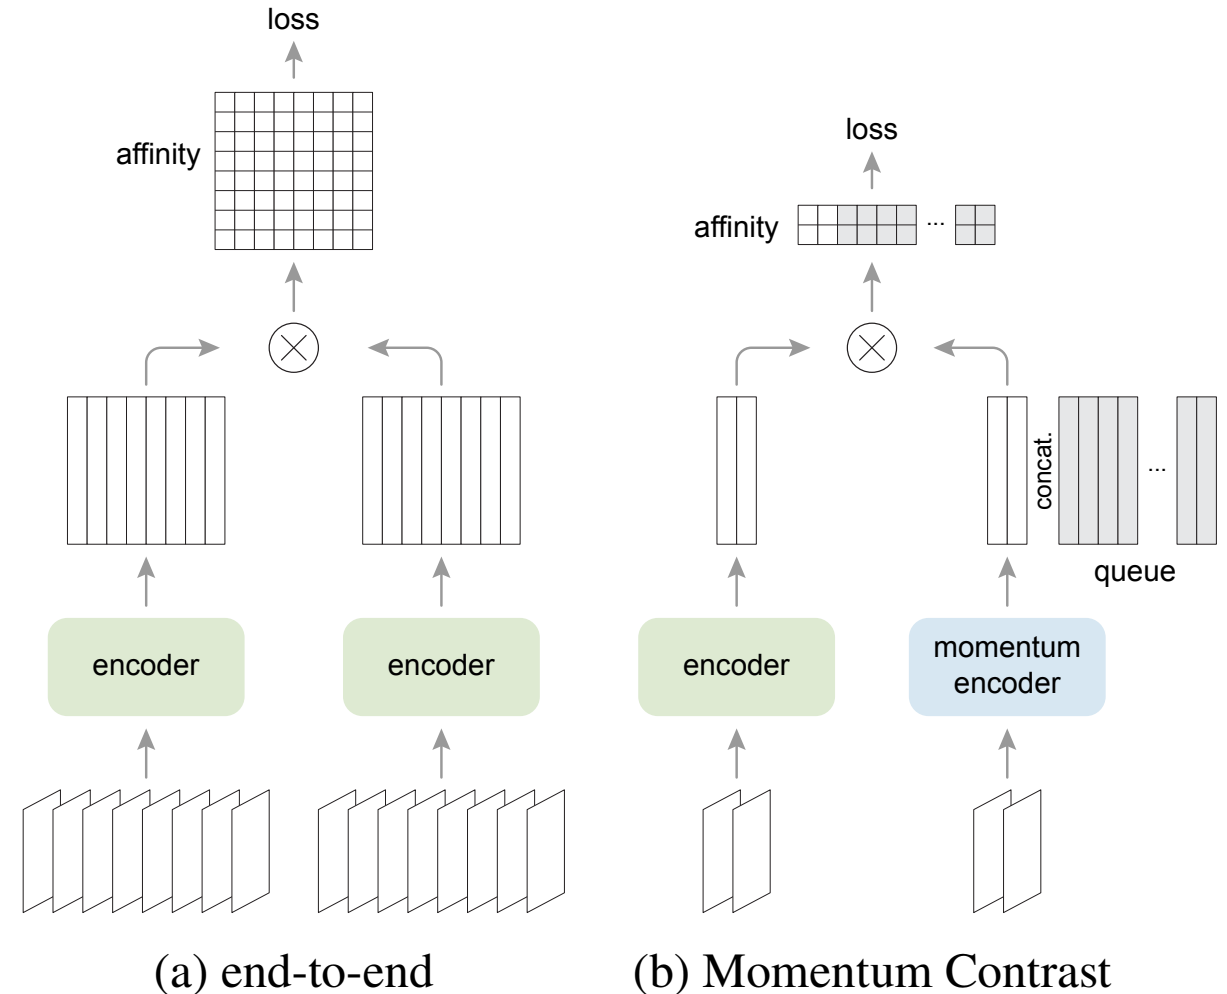 loss
affinity
encoder
encoder
(a) end-to-end
loss
affinity
...
concat.
...
queue
encoder
momentum
encoder
(b) Momentum Contrast